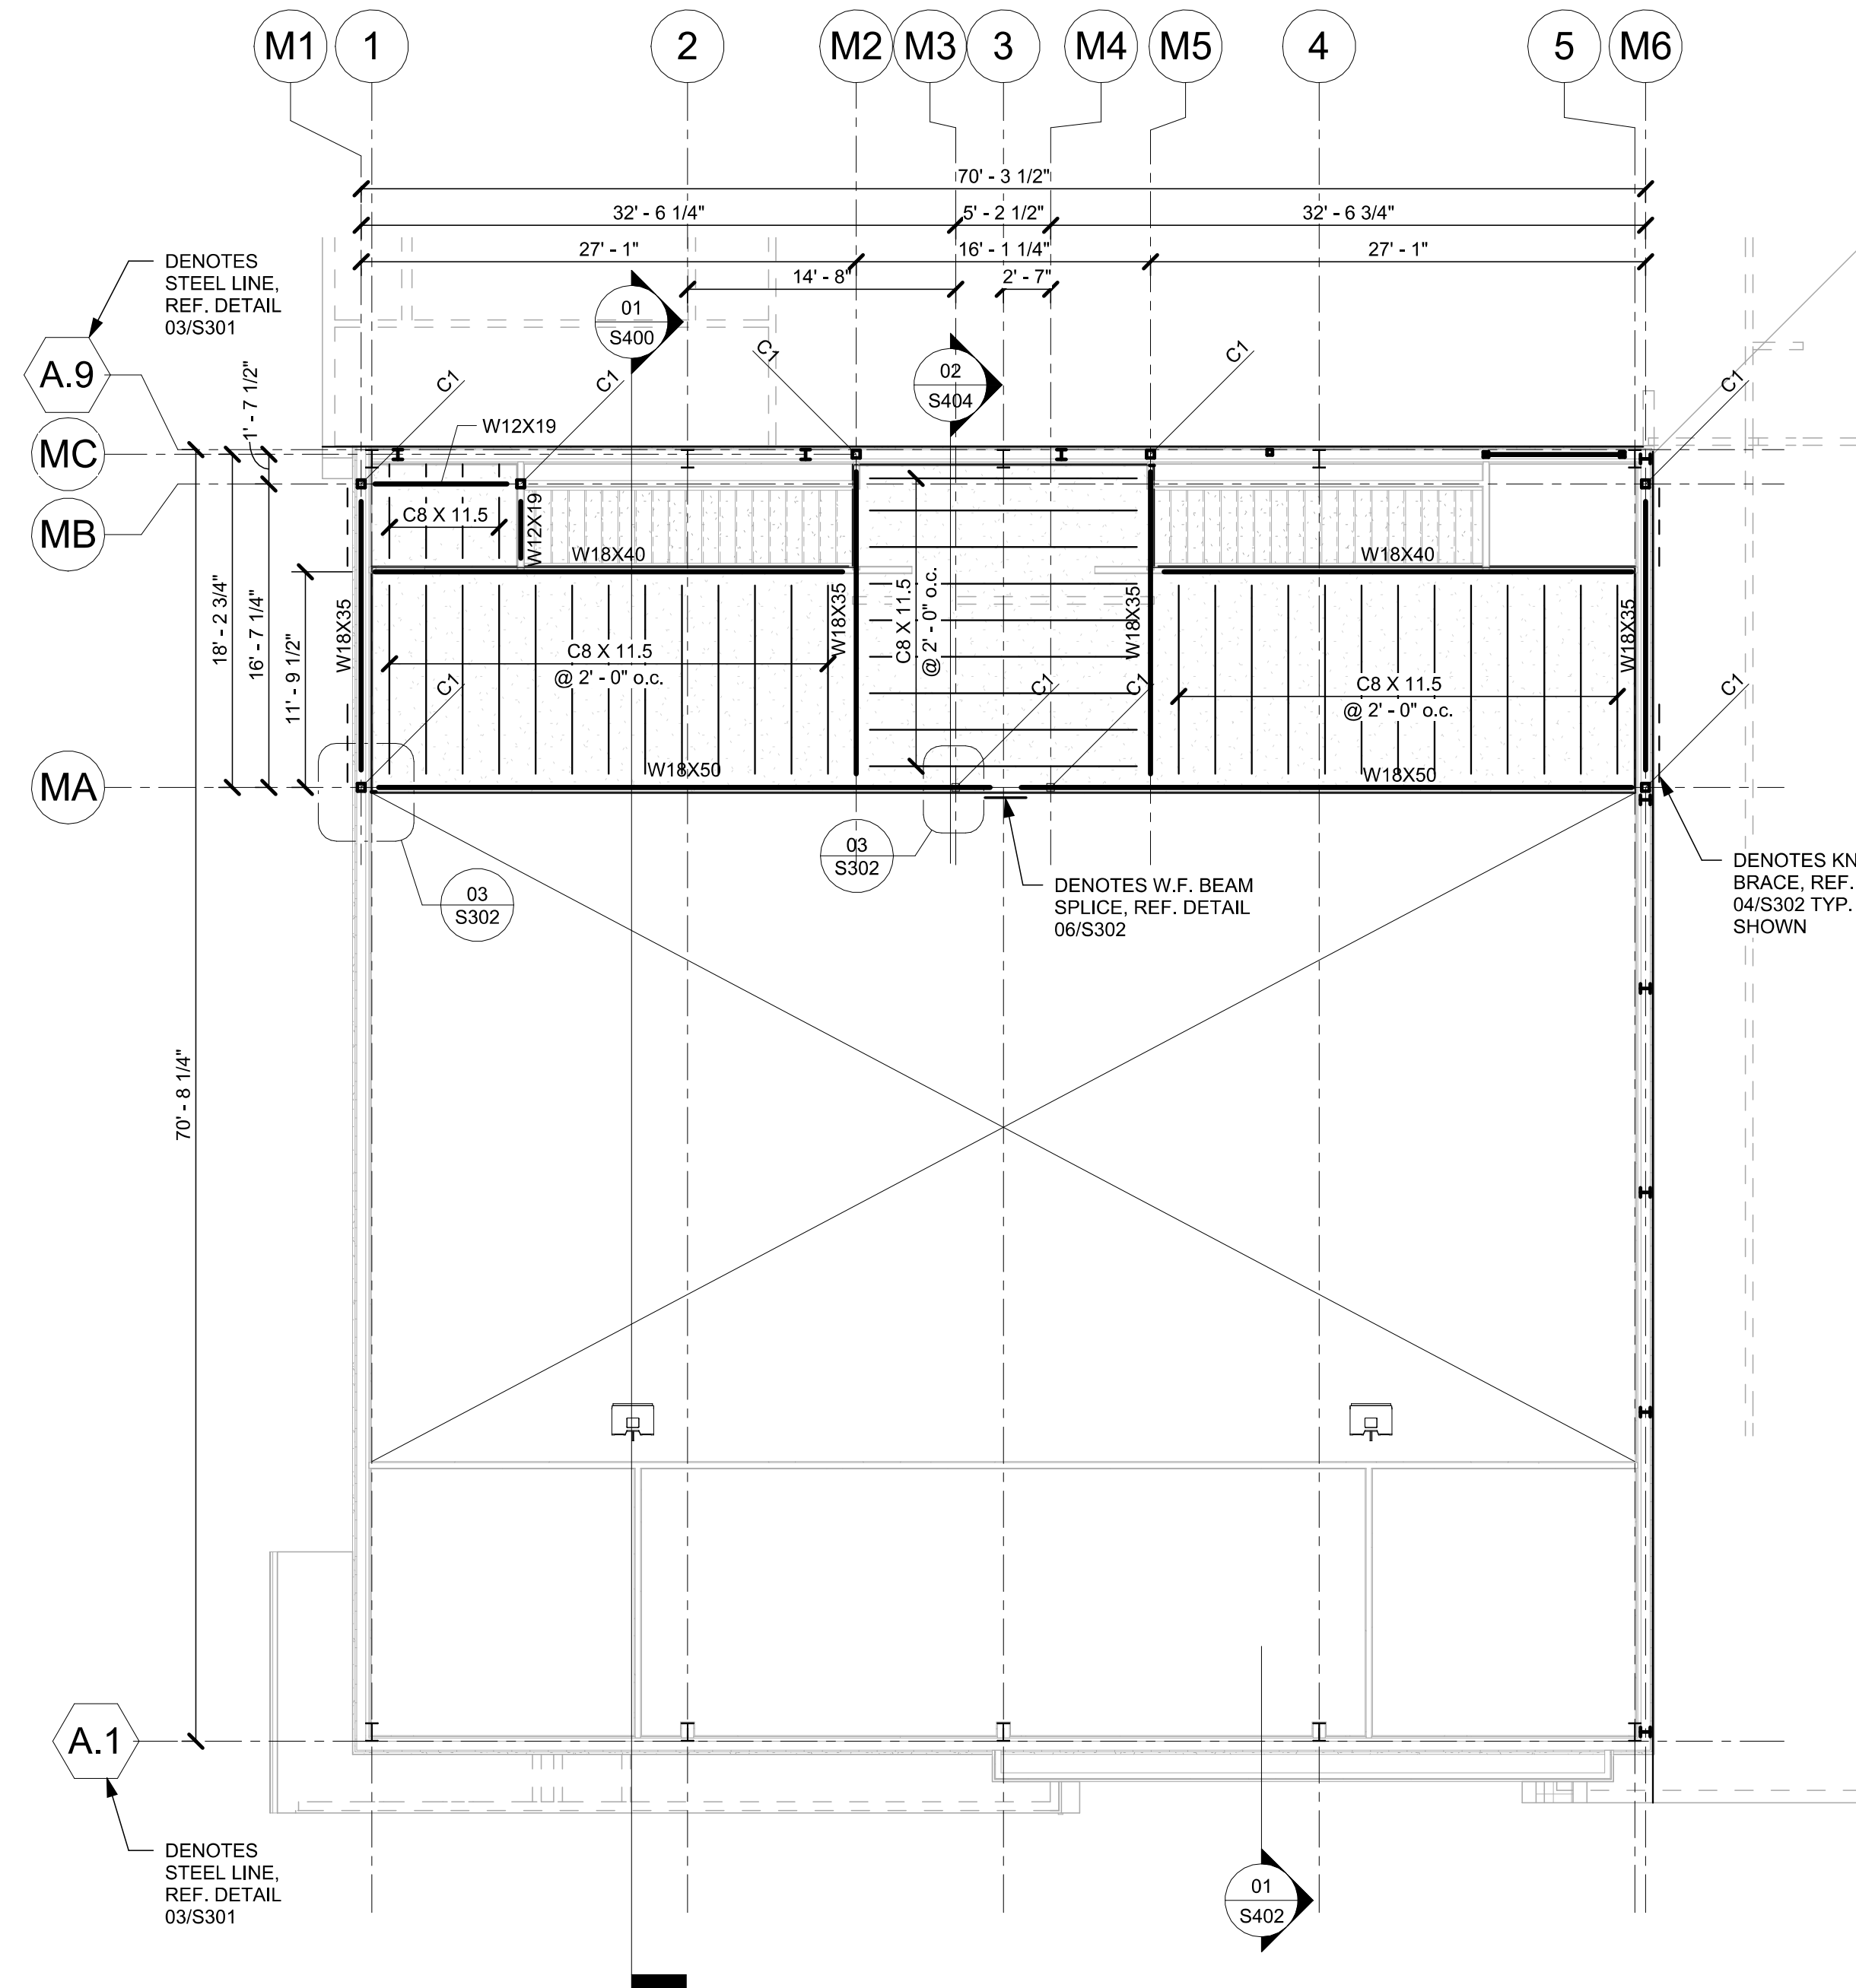 M1
1
2
M2
M3
3
M4
M5
4
5
M6
70' - 3 1/2"
32' - 6 1/4"
5' - 2 1/2"
32' - 6 3/4"
27' - 1"
16' - 1 1/4"
27' - 1"
14' - 8"
2' - 7"
DENOTES
STEEL LINE,
REF. DETAIL
03/S301
A.9
01
S400
02
S404
C1
C1
C1
C1
C1
1' - 7 1/2"
MC
W12X19
MB
C8 X 11.5
W12X19
W18X40
W18X40
18' - 2 3/4"
16' - 7 1/4"
11' - 9 1/2"
W18X35
W18X35
C8 X 11.5
@ 2' - 0" o.c.
W18X35
W18X35
C8 X 11.5
@ 2' - 0" o.c.
C8 X 11.5
@ 2' - 0" o.c.
C1
C1
C1
C1
MA
W18X50
W18X50
03
S302
03
S302
DENOTES W.F. BEAM
SPLICE, REF. DETAIL
06/S302
DENOTES KN
BRACE, REF.
04/S302 TYP.
SHOWN
70' - 8 1/4"
A.1
DENOTES
STEEL LINE,
REF. DETAIL
03/S301
01
S402